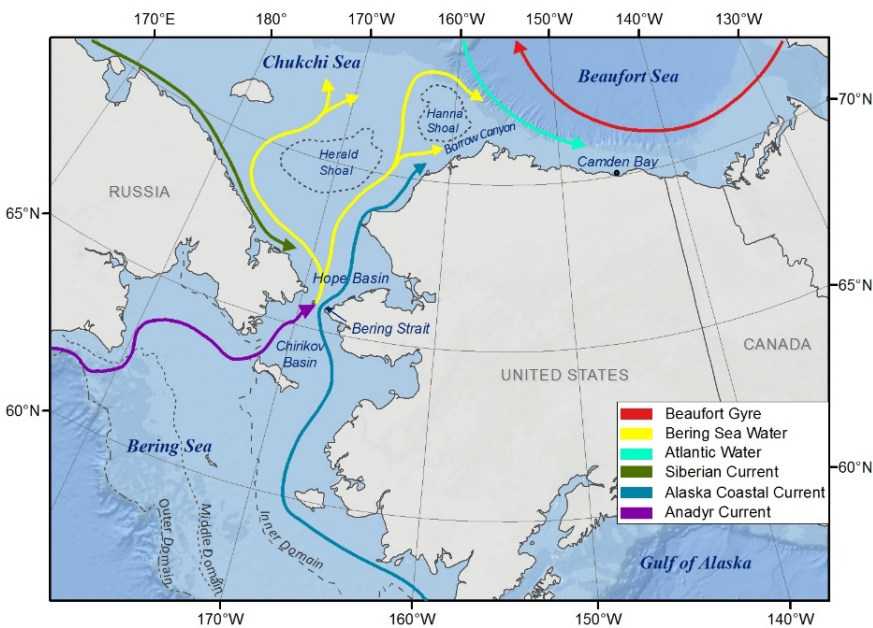 170°E
180°
170°W
160°W
150°W
140°W
130°W
Chukchi Sea
Beaufort Sea
70°N
Hanna
Shoal
Barrow Canyon
Herald
Shoal
Camden Bay
RUSSIA
65°N
Hope Basin
65°N
Bering Strait
Chirikov
Basin
CANADA
UNITED STATES
60°N
Beaufort Gyre
Bering Sea Water
Bering Sea
Atlantic Water
60°N
Siberian Current
Alaska Coastal Current
Anadyr Current
Outer Domain
Middle Domain
Inner Domain
Gulf of Alaska
170°W
160°W
150°W
140°W